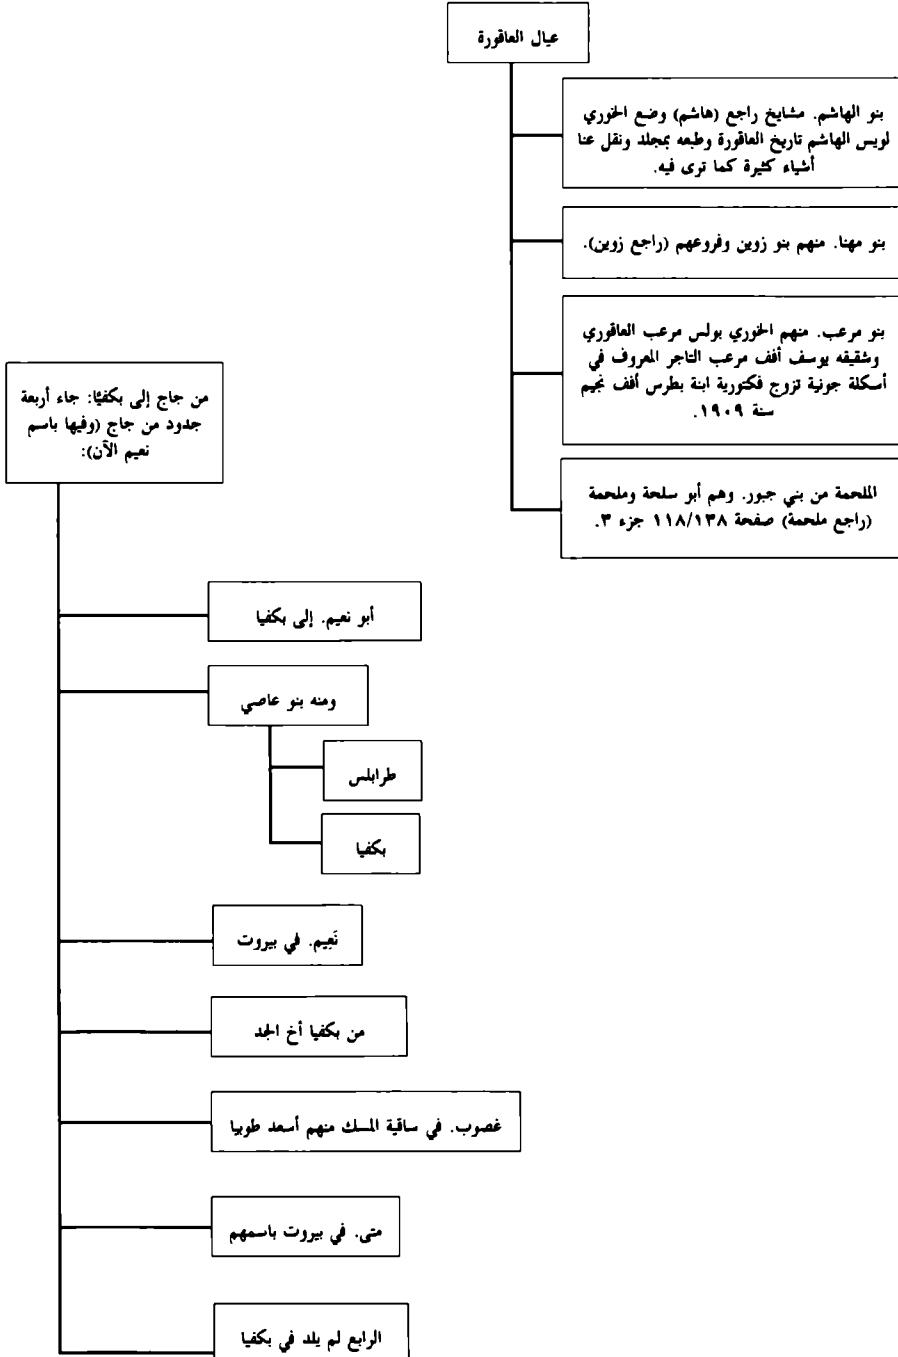 عيال العاقورة
بنو الهاشم. مشايخ راجع (هاشم) وضع الخوري
لويس الهاشم تاريخ العاقورة وطبعه بمجلد ونقل عنا
أشياء كثيرة كما ترى فيه.
بنو مهنا. منهم بنو زوين وفروعهم (راجع زوين).
بنو مرعب. منهم الخوري بولس مرعب العاقوري
وشقيقه يوسف أفف مرعب التاجر المعروف في
أسكلة جونية تزوج فكتورية ابنة بطرس أفف نجيم
سنة ١٩٠٩.
الملحمة من بني جبور. وهم أبو سلحة وملحمة
(راجع ملحمة) صفحة ١١٨/١٣٨ جزء ٣.
من جاج إلى بكفيّا: جاء أربعة
جدود من جاج (وفيها باسم
نعيم الآن):
أبو نعيم. إلى بكفيا
ومنه بنو عاصي
طرابلس
بكفيا
نَعِيم. في بيروت
من بكفيا أخ الجد
غصوب. في ساقية المسك منهم أسعد طوبيا
متى. في بيروت باسمهم
الرابع لم يلد في بكفيا